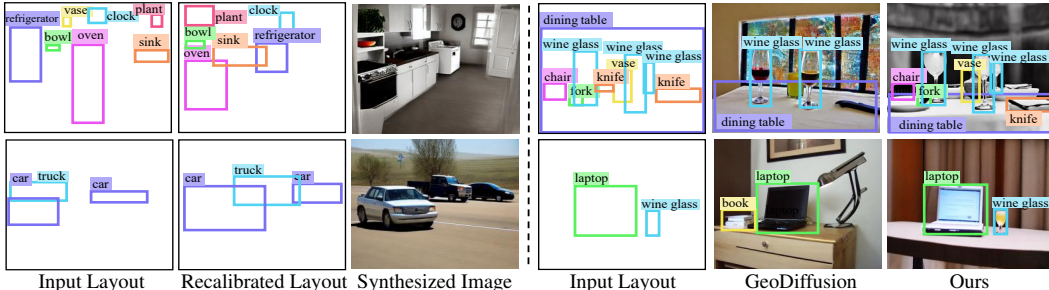 refrigerator
vase
clock
plant
bowl
oven
sink
plant
clock
bowl
sink
refrigerator
oven
dining table
wine glass
wine glass
wine glass
vase
chair
knife
knife
fork
wine glass
wine glass
dining table
wine glass
wine glass
wine glass
vase
chair
fork
knife
dining table
car
truck
car
car
truck
car
laptop
wine glass
laptop
book
laptop
laptop
wine glass
Input Layout
Recalibrated Layout
Synthesized Image
Input Layout
GeoDiffusion
Ours